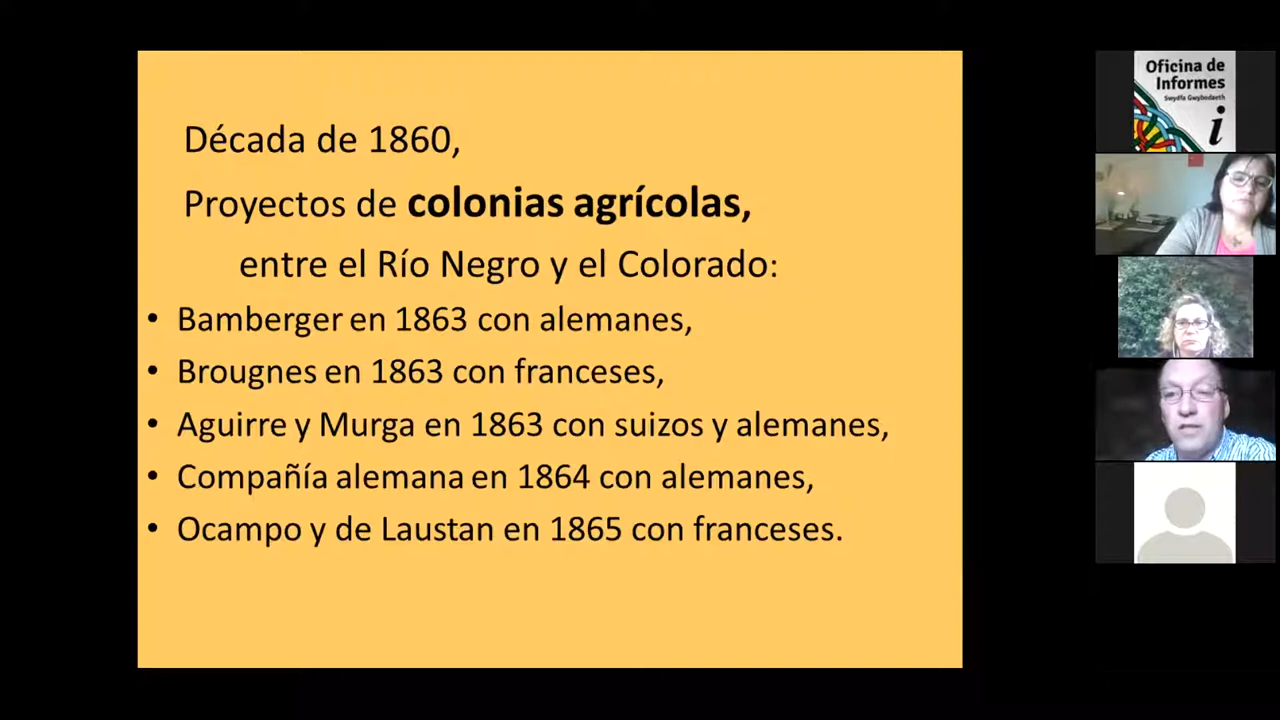 Década de 1860,
Proyectos de colonias agrícolas,
entre el Río Negro y el Colorado:
• Bamberger en 1863 con alemanes,
• Brougnes en 1863 con franceses,
• Aguirre y Murga en 1863 con suizos y alemanes,
• Compañía alemana en 1864 con alemanes,
• Ocampo y de Laustan en 1865 con franceses.
Oficina de
Informes
Swyddfa Gwybodaeth
i